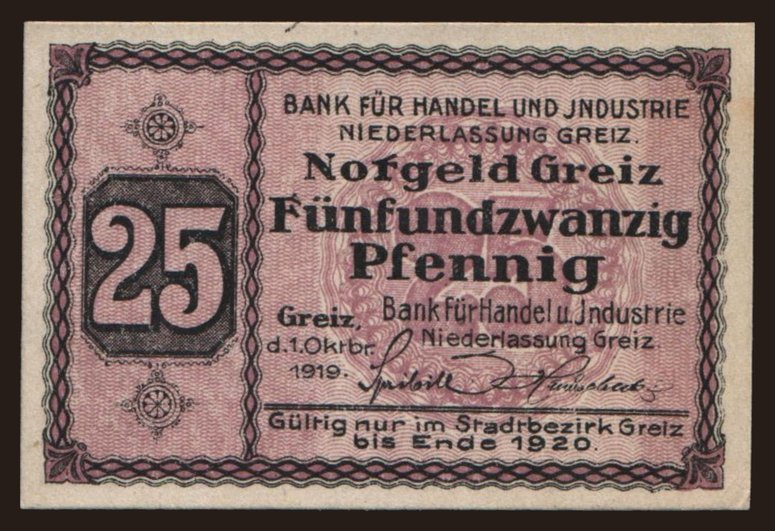 BANK FÜR HANDEL UND JNDUSTRIE
NIEDERLASSUNG GREIZ.
Notgeld Greiz
Fünfundzwanzig
Pfennig
25
Greiz,
d.1.Oktbr.
1919.
Bank für Handel u. Jndustrie
Niederlassung Greiz.
Gültig nur im Stadtbezirk Greiz
bis Ende 1920.